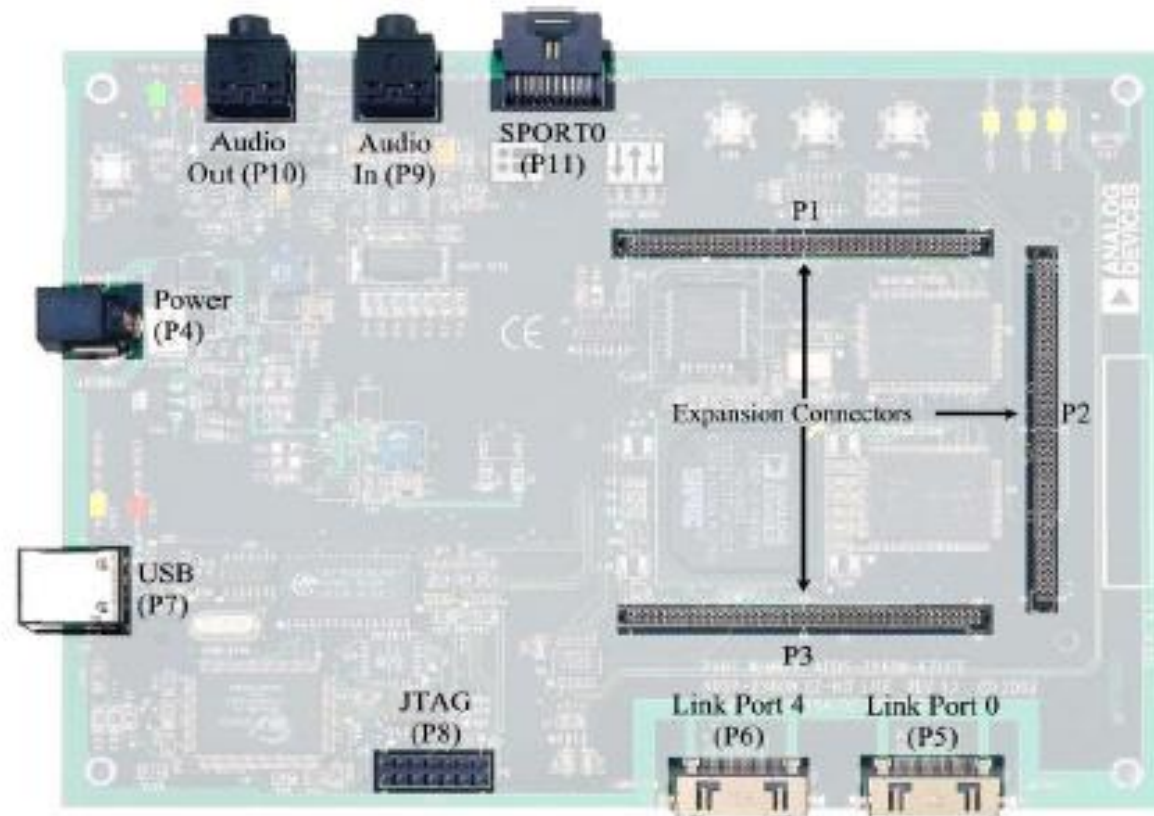 Audio
Out (P10)
Audio
In (P9)
SPORT0
(P11)
P1
ANALOG
DEVICES
Power
(P4)
CE
Expansion Connectors
P2
USB
(P7)
P3
JTAG
(P8)
Link Port 4
(P6)
Link Port 0
(P5)